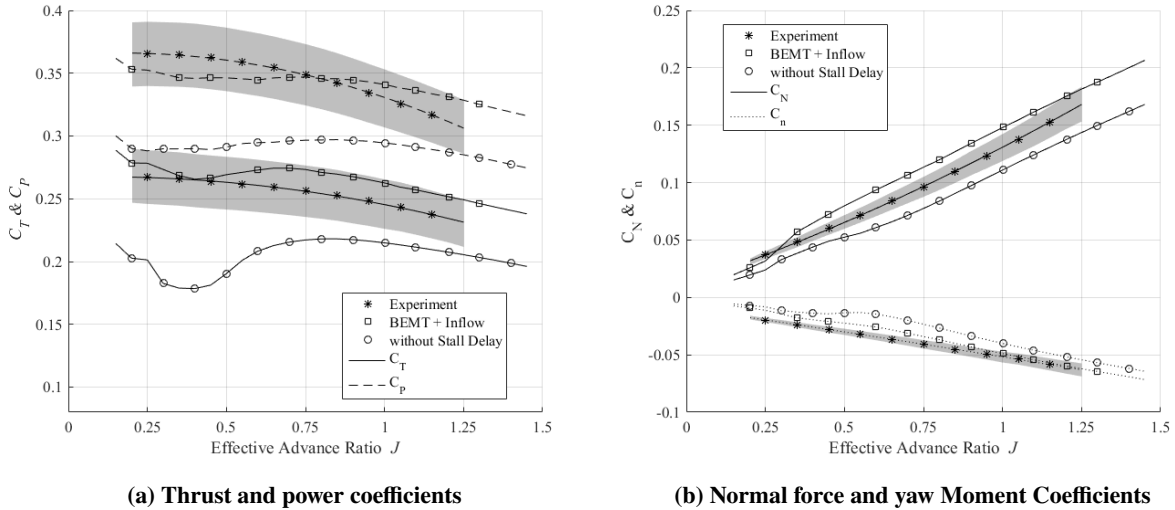 0.4
0.35
0.3
0.25
0.2
0.15
0.1
C_T & C_P
Experiment
BEMT + Inflow
without Stall Delay
C_T
C_P
0
0.25
0.5
0.75
1
1.25
1.5
Effective Advance Ratio J
(a) Thrust and power coefficients
0.25
0.2
0.15
0.1
0.05
0
-0.05
-0.1
C_N & C_n
Experiment
BEMT + Inflow
without Stall Delay
C_N
C_n
0
0.25
0.5
0.75
1
1.25
1.5
Effective Advance Ratio J
(b) Normal force and yaw Moment Coefficients